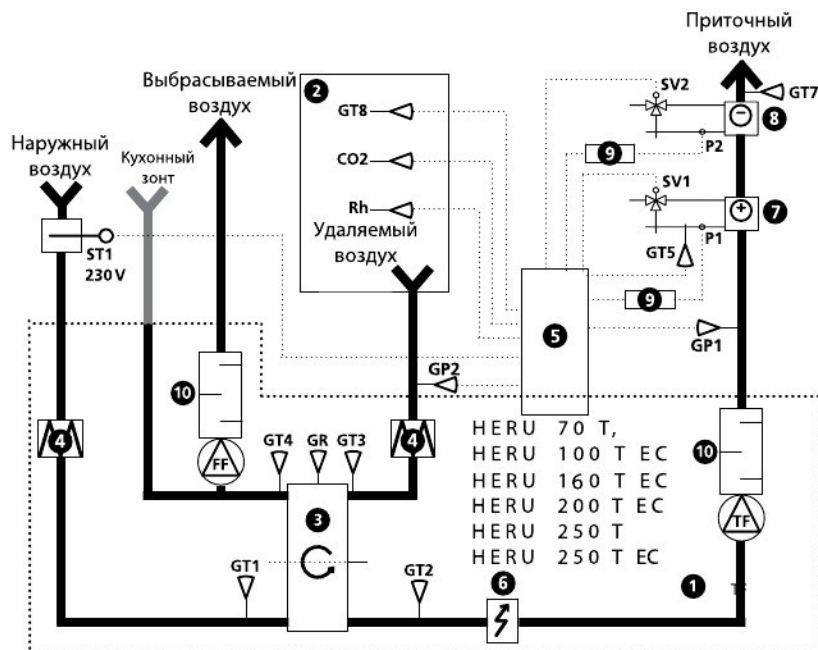 Приточный
воздух
Выбрасываемый
воздух
2
SV2
GT7
GT8
8
Наружный
воздух
Кухонный
зонт
CO2
9
P2
SV1
Rh
7
Удаляемый
воздух
ST1
230 V
P1
GT5
9
5
GP1
GP2
10
4
4
HERU 70 T,
HERU 100 T EC
HERU 160 T EC
HERU 200 T EC
HERU 250 T
HERU 250 T EC
FF
GT4
GR
GT3
10
3
TF
GT1
GT2
6
1